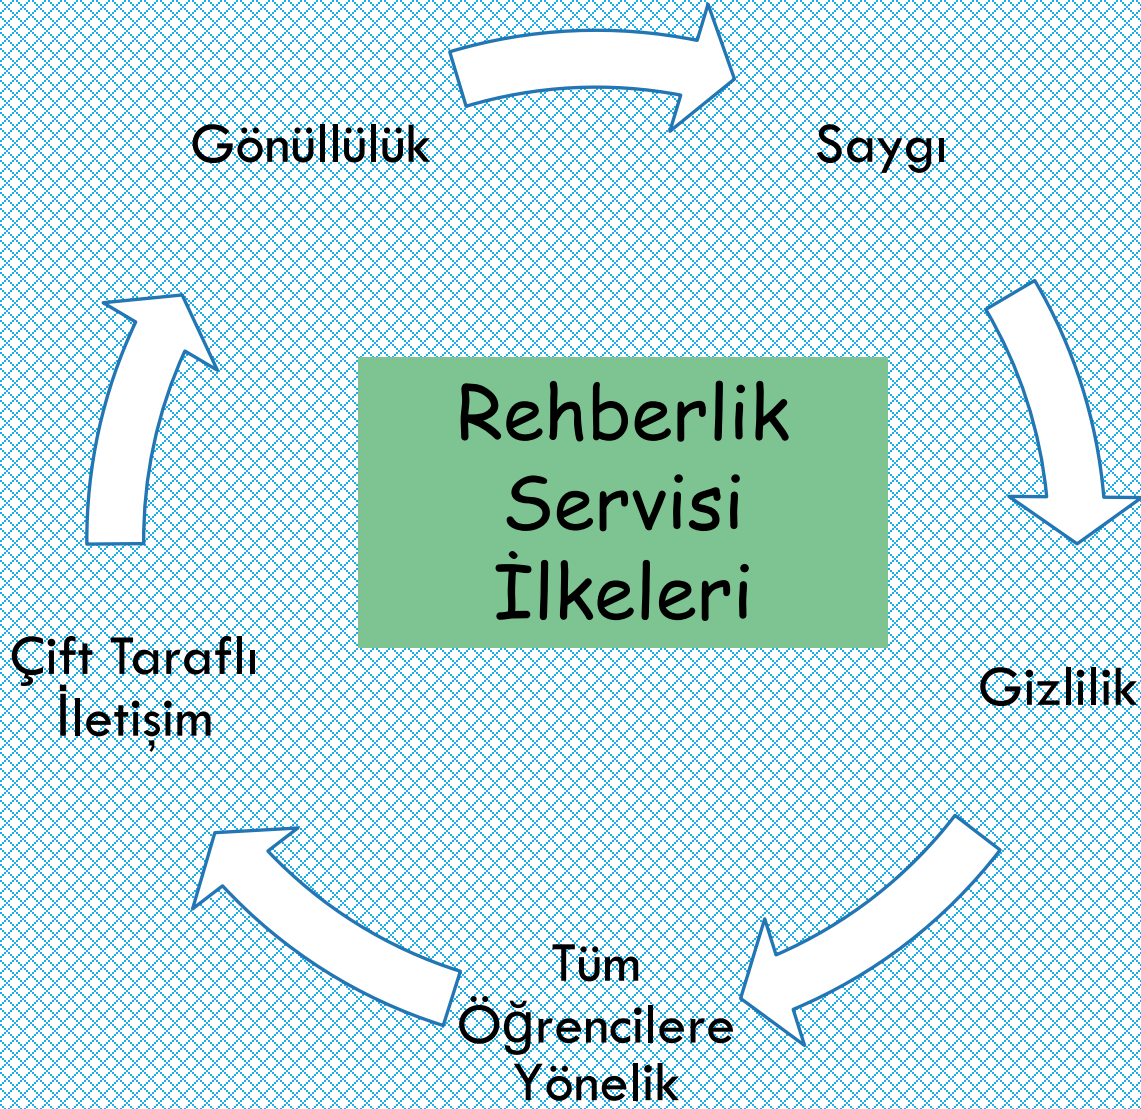 Gönüllülük
Saygı
Rehberlik
Servisi
İlkeleri
Çift Taraflı
İletişim
Gizlilik
Tüm
Öğrencilere
Yönelik